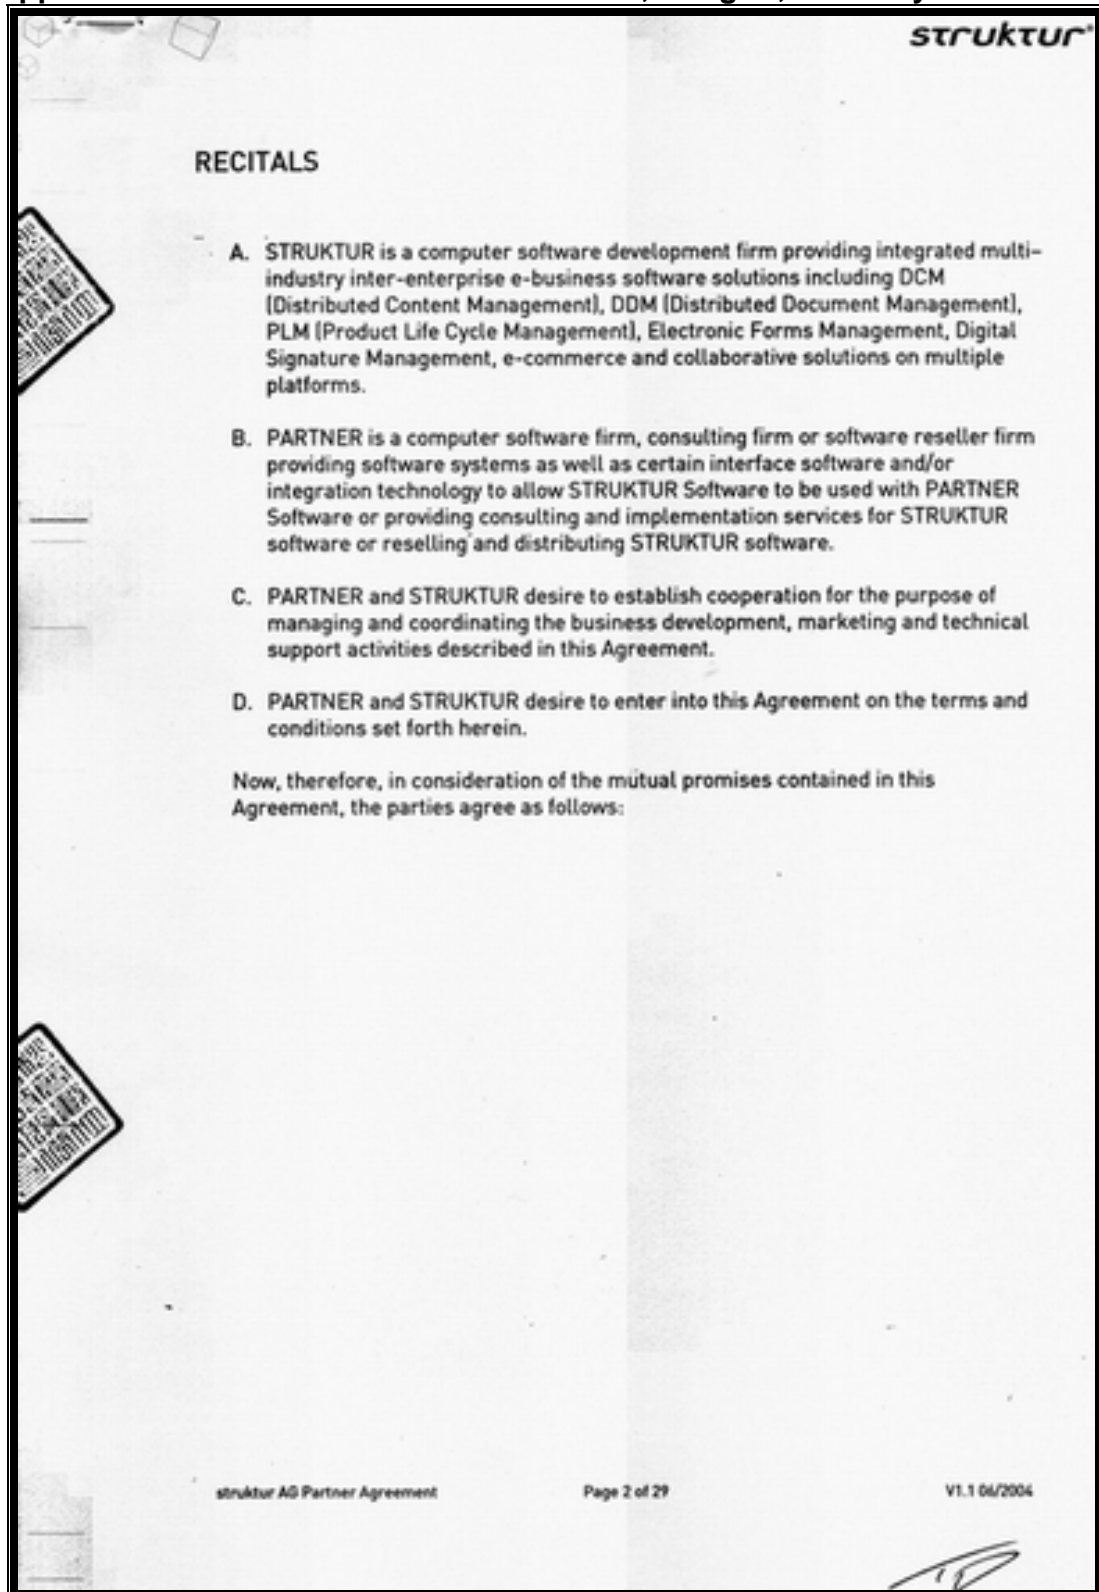 struktur
RECITALS
A. STRUKTUR is a computer software development firm providing integrated multi-
industry inter-enterprise e-business software solutions including DCM
(Distributed Content Management), DDM (Distributed Document Management),
PLM (Product Life Cycle Management), Electronic Forms Management, Digital
Signature Management, e-commerce and collaborative solutions on multiple
platforms.
B. PARTNER is a computer software firm, consulting firm or software reseller firm
providing software systems as well as certain interface software and/or
integration technology to allow STRUKTUR Software to be used with PARTNER
Software or providing consulting and implementation services for STRUKTUR
software or reselling and distributing STRUKTUR software.
C. PARTNER and STRUKTUR desire to establish cooperation for the purpose of
managing and coordinating the business development, marketing and technical
support activities described in this Agreement.
D. PARTNER and STRUKTUR desire to enter into this Agreement on the terms and
conditions set forth herein.
Now, therefore, in consideration of the mutual promises contained in this
Agreement, the parties agree as follows:
struktur AG Partner Agreement Page 2 of 29 V1.1 06/2004